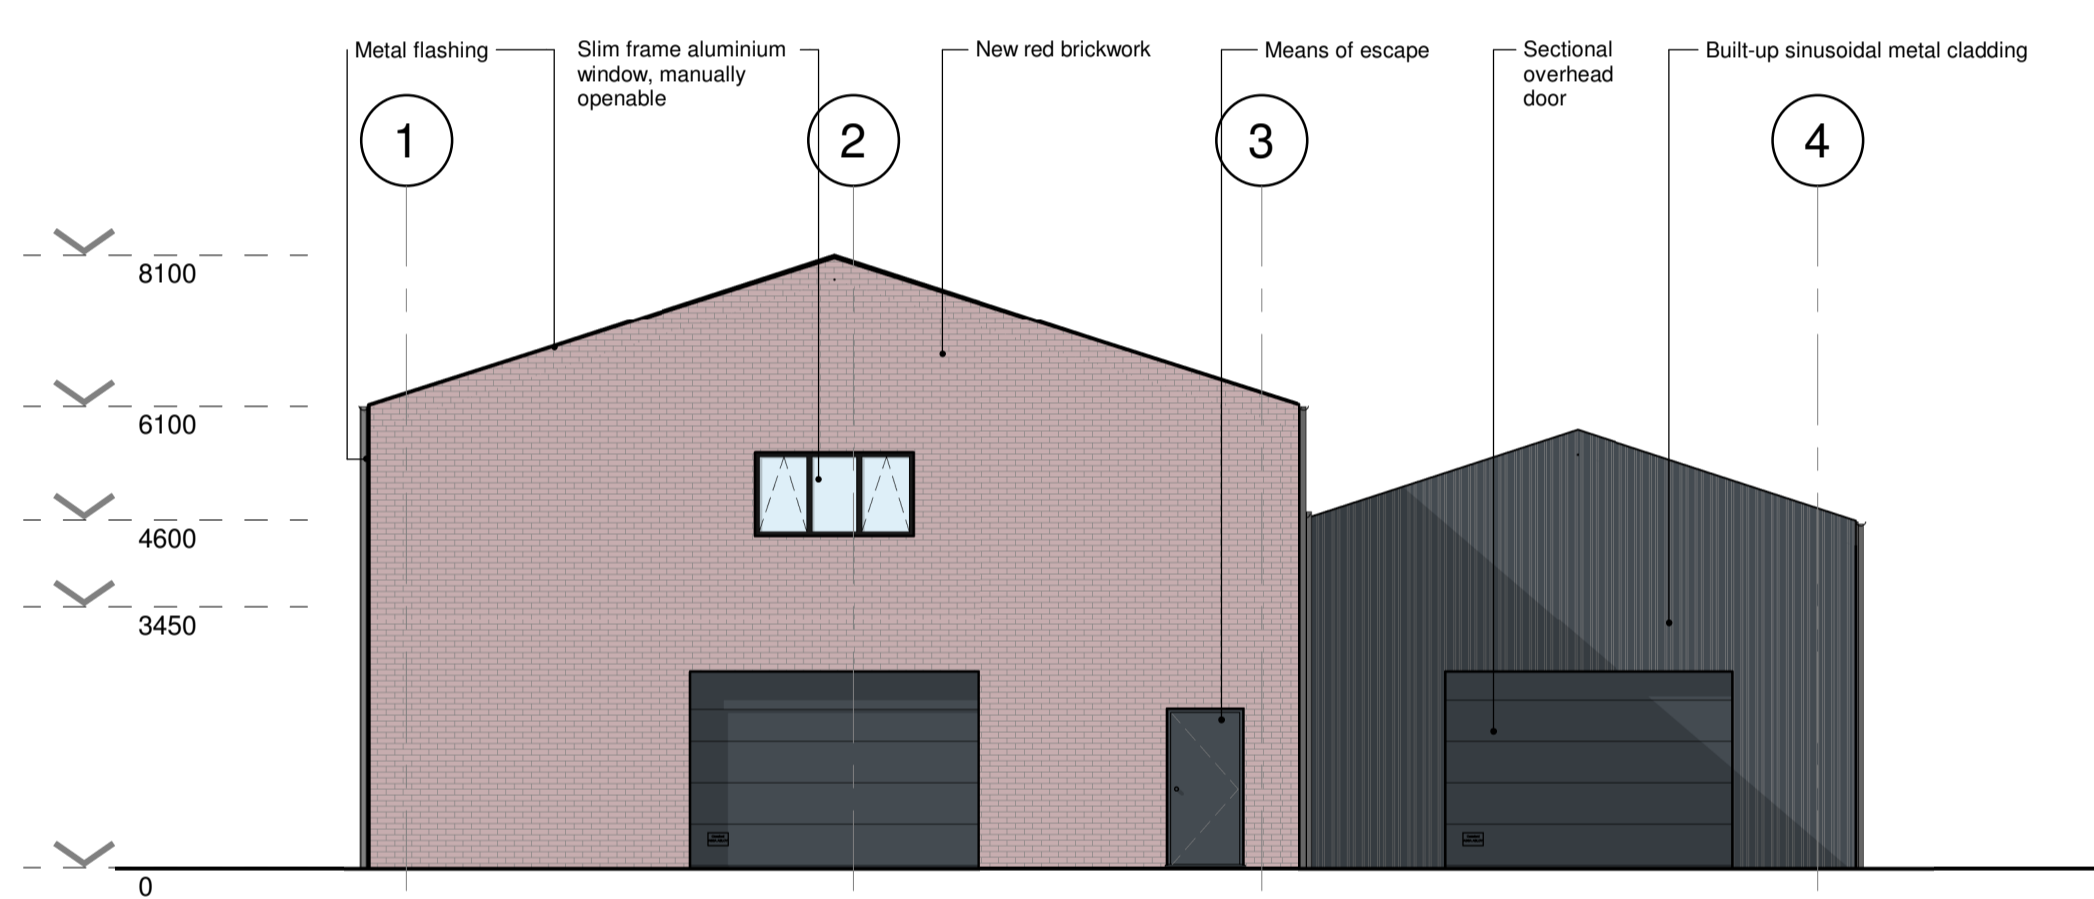 Metal flashing
Slim frame aluminium
window, manually
openable
New red brickwork
Means of escape
Sectional
overhead
door
Built-up sinusoidal metal cladding
1
2
3
4
8100
6100
4600
3450
0